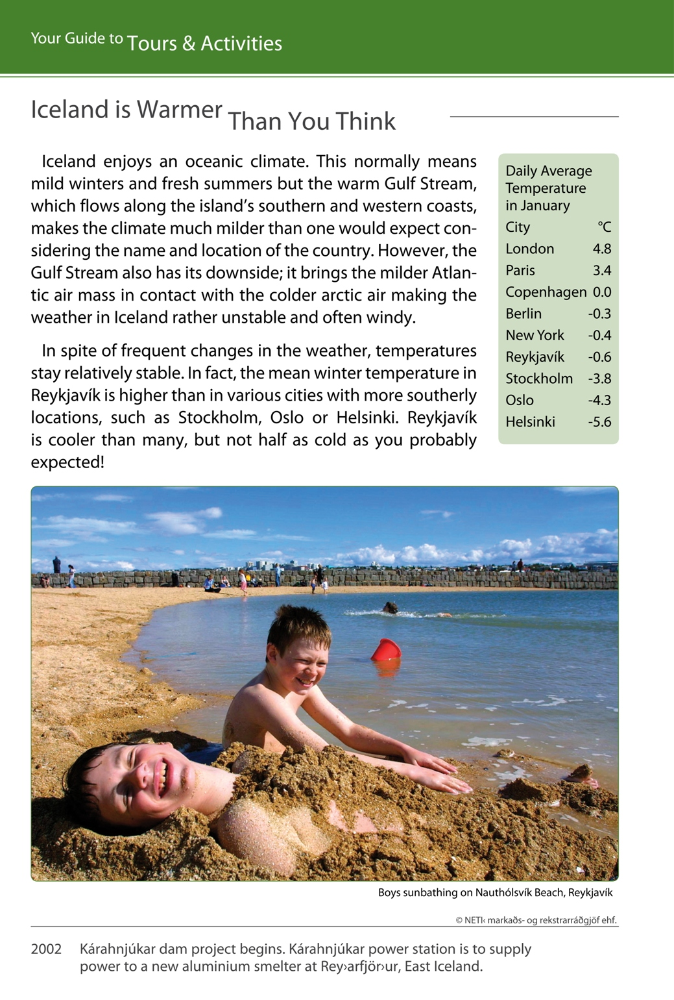 Your Guide to Tours & Activities
Iceland is Warmer Than You Think
Iceland enjoys an oceanic climate. This normally means
mild winters and fresh summers but the warm Gulf Stream,
which flows along the island’s southern and western coasts,
makes the climate much milder than one would expect con-
sidering the name and location of the country. However, the
Gulf Stream also has its downside; it brings the milder Atlan-
tic air mass in contact with the colder arctic air making the
weather in Iceland rather unstable and often windy.
In spite of frequent changes in the weather, temperatures
stay relatively stable. In fact, the mean winter temperature in
Reykjavík is higher than in various cities with more southerly
locations, such as Stockholm, Oslo or Helsinki. Reykjavík
is cooler than many, but not half as cold as you probably
expected!
Daily Average
Temperature
in January
City °C
London 4.8
Paris 3.4
Copenhagen 0.0
Berlin -0.3
New York -0.4
Reykjavík -0.6
Stockholm -3.8
Oslo -4.3
Helsinki -5.6
Boys sunbathing on Nauthólsvík Beach, Reykjavík
© NETI‹ markaðs- og rekstrarráðgjöf ehf.
2002 Kárahnjúkar dam project begins. Kárahnjúkar power station is to supply
power to a new aluminium smelter at Rey›arfjör›ur, East Iceland.